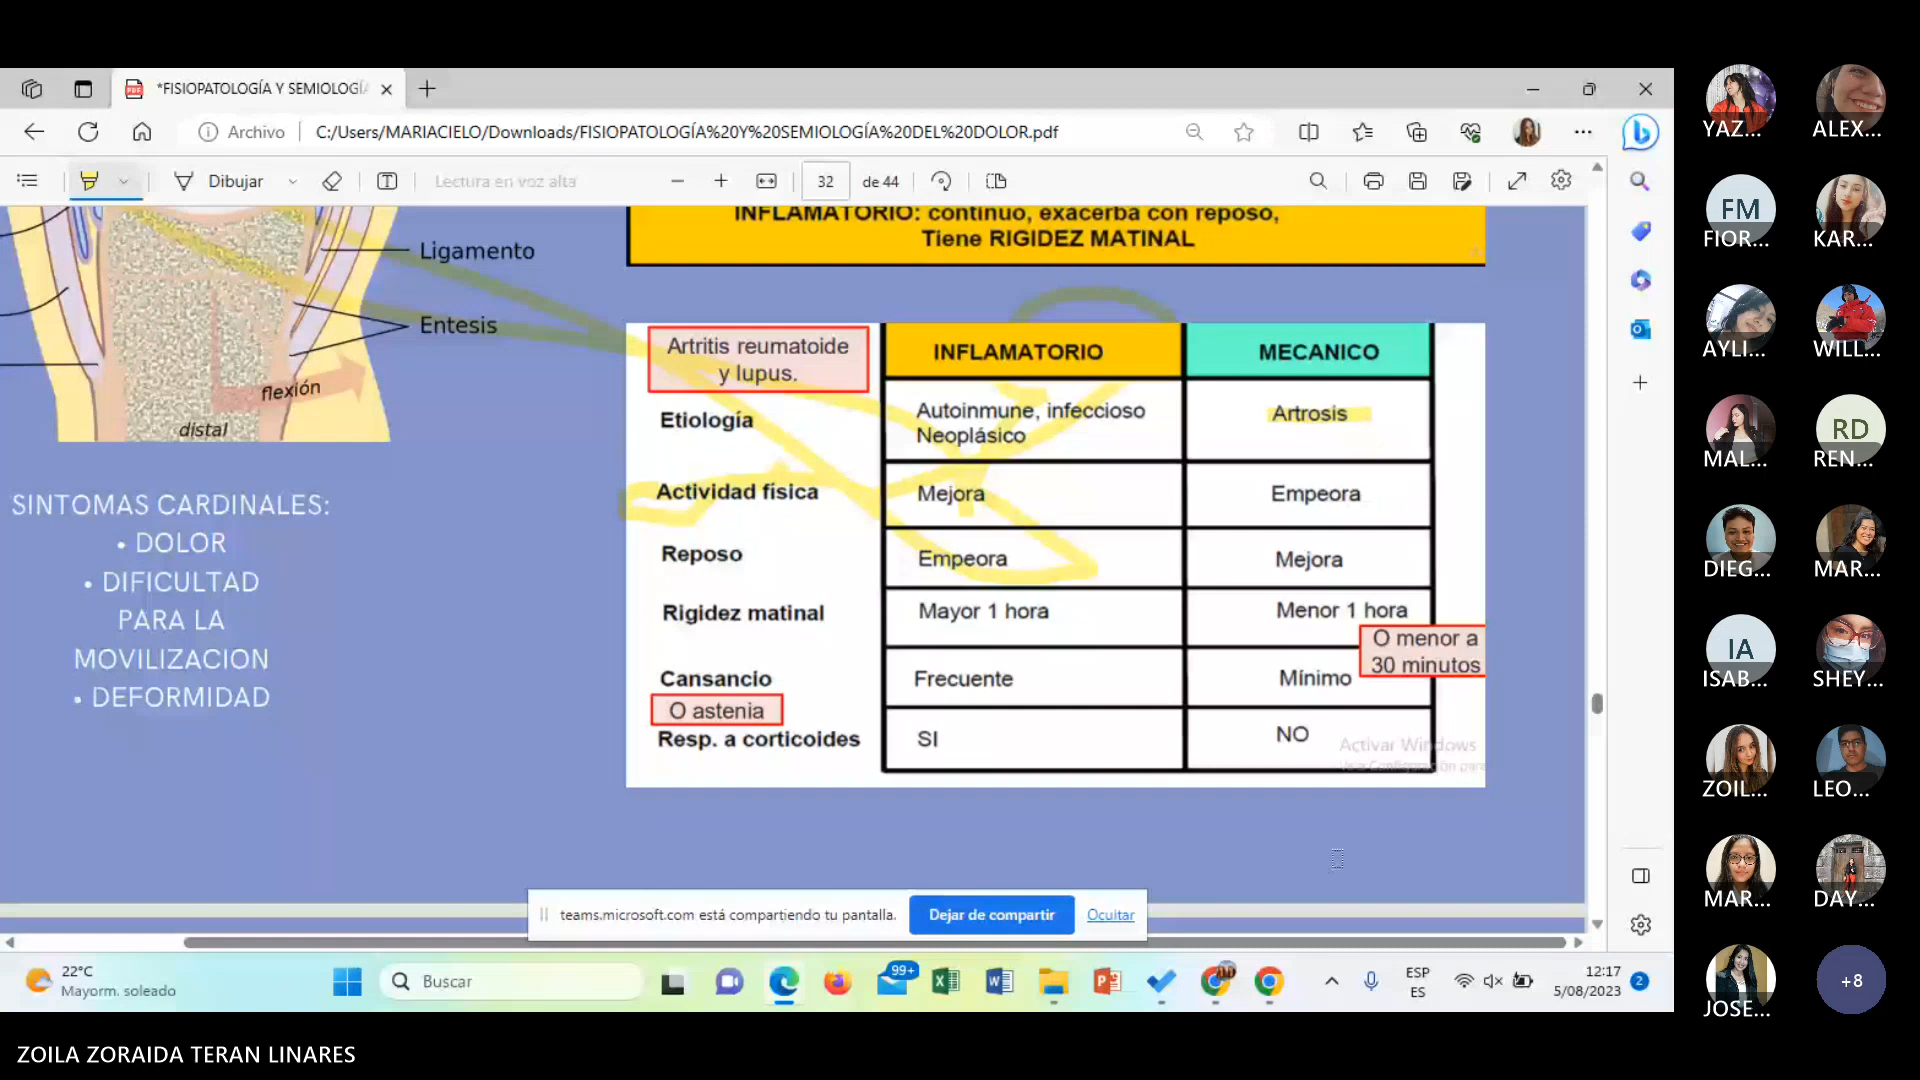 *FISIOPATOLOGÍA Y SEMIOLOGÍA
Archivo
C:/Users/MARIACIELO/Downloads/FISIOPATOLOGÍA%20Y%20SEMIOLOGÍA%20DEL%20DOLOR.pdf
Dibujar
Lectura en voz alta
32
de 44
INFLAMATORIO: continuo, exacerba con reposo,
Tiene RIGIDEZ MATINAL
Ligamento
Entesis
flexión
distal
SINTOMAS CARDINALES:
• DOLOR
• DIFICULTAD
PARA LA
MOVILIZACION
• DEFORMIDAD
Artritis reumatoide
y lupus.
INFLAMATORIO
MECANICO
Etiología
Autoinmune, infeccioso
Neoplásico
Artrosis
Actividad física
Mejora
Empeora
Reposo
Empeora
Mejora
Rigidez matinal
Mayor 1 hora
Menor 1 hora
O menor a
30 minutos
Cansancio
Frecuente
Mínimo
O astenia
Resp. a corticoides
SI
NO
Activar Windows
teams.microsoft.com está compartiendo tu pantalla.
Dejar de compartir
Ocultar
22°C
Mayorm. soleado
Buscar
99+
ESP
ES
12:17
5/08/2023
2
YAZ...
ALEX...
FM
FIOR...
KAR...
AYLI...
WILL...
MAL...
RD
REN...
DIEG...
MAR...
IA
ISAB...
SHEY...
ZOIL...
LEO...
MAR...
DAY...
JOSE...
+8
ZOILA ZORAIDA TERAN LINARES